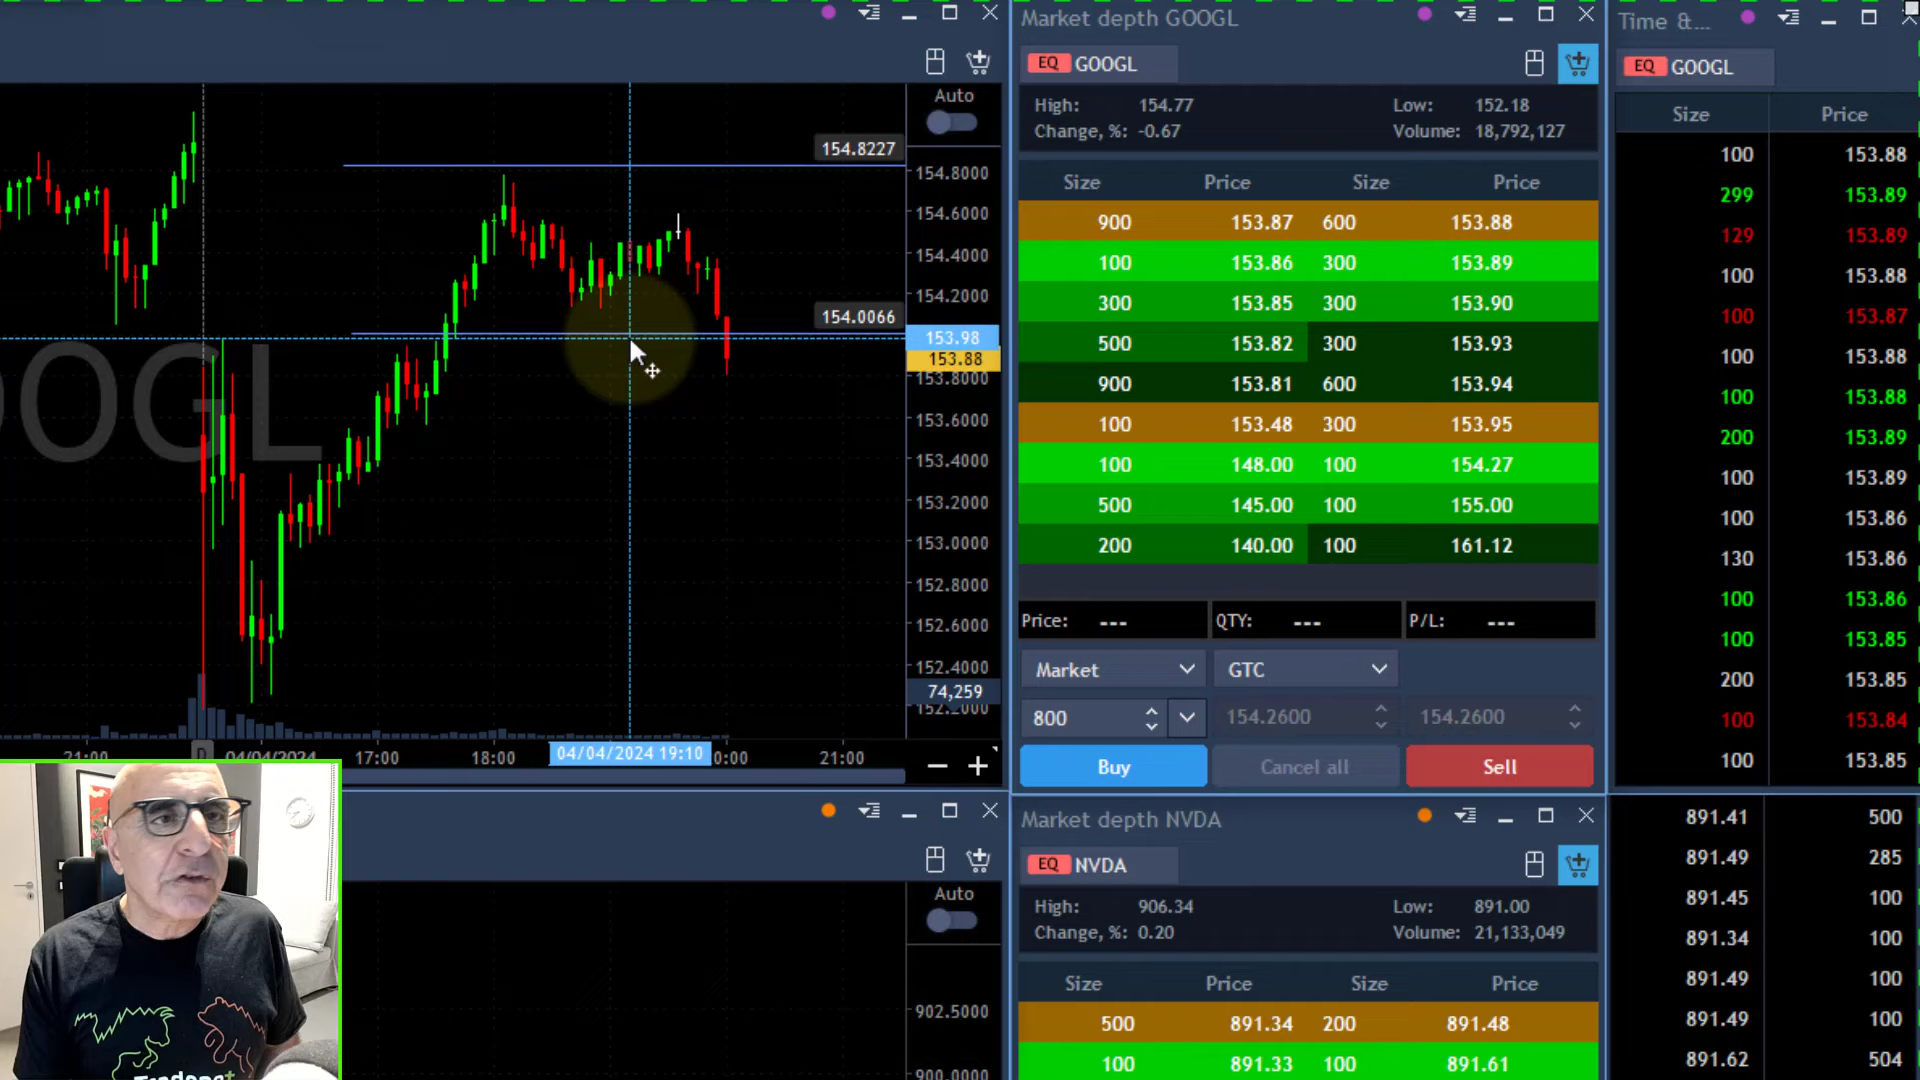 Market depth GOOGL
Time &...
EQ GOOGL
EQ GOOGL
Auto
High: 154.77 Low: 152.18
Change, %: -0.67 Volume: 18,792,127
Size Price Size Price
900 153.87 600 153.88
100 153.86 300 153.89
300 153.85 300 153.90
500 153.82 300 153.93
900 153.81 600 153.94
100 153.48 300 153.95
100 148.00 100 154.27
500 145.00 100 155.00
200 140.00 100 161.12
Price: --- QTY: --- P/L: ---
Market GTC
800 154.2600 154.2600
Buy Cancel all Sell
Size Price
100 153.88
299 153.89
129 153.89
100 153.88
100 153.87
100 153.88
100 153.88
200 153.89
100 153.89
100 153.86
130 153.86
100 153.86
100 153.85
200 153.85
100 153.84
100 153.85
154.8227
154.8000
154.6000
154.4000
154.2000
154.0066
153.98
153.88
153.8000
153.6000
153.4000
153.2000
153.0000
152.8000
152.6000
152.4000
74,259
152.2000
OOGL
21:00 D 04/04/2024 17:00 18:00 04/04/2024 19:10 0:00 21:00
Market depth NVDA
EQ NVDA
Auto
High: 906.34 Low: 891.00
Change, %: 0.20 Volume: 21,133,049
Size Price Size Price
500 891.34 200 891.48
100 891.33 100 891.61
902.5000
900.0000
891.41 500
891.49 285
891.45 100
891.34 100
891.49 100
891.49 100
891.62 504